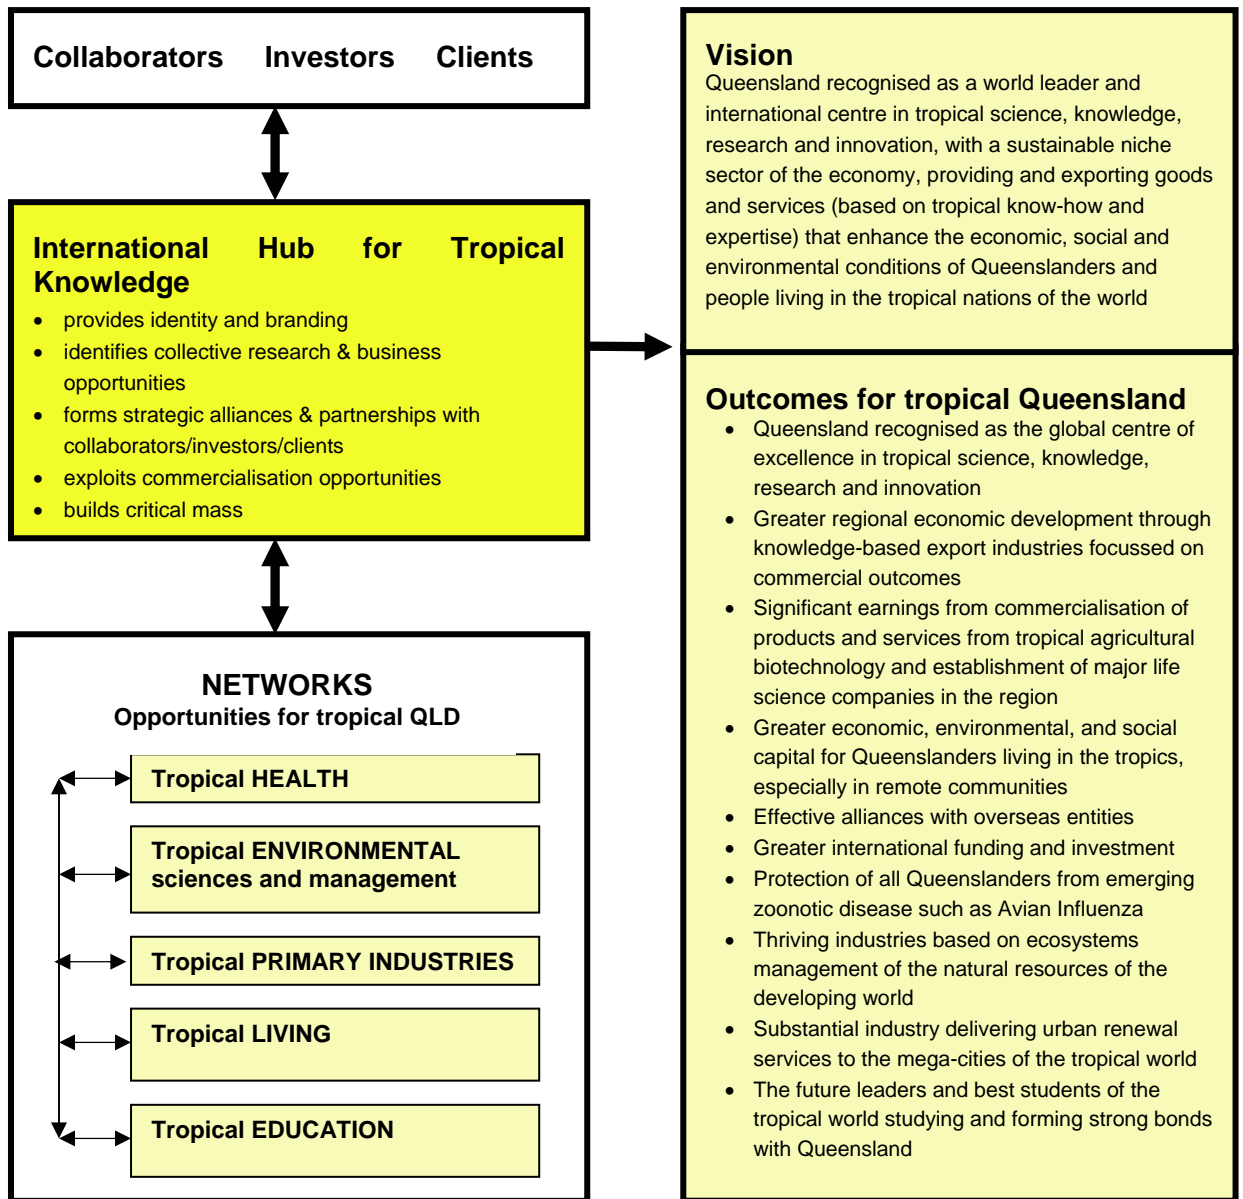 Collaborators Investors Clients
International Hub for Tropical
Knowledge
• provides identity and branding
• identifies collective research & business
opportunities
• forms strategic alliances & partnerships with
collaborators/investors/clients
• exploits commercialisation opportunities
• builds critical mass
NETWORKS
Opportunities for tropical QLD
Tropical HEALTH
Tropical ENVIRONMENTAL
sciences and management
Tropical PRIMARY INDUSTRIES
Tropical LIVING
Tropical EDUCATION
Vision
Queensland recognised as a world leader and
international centre in tropical science, knowledge,
research and innovation, with a sustainable niche
sector of the economy, providing and exporting goods
and services (based on tropical know-how and
expertise) that enhance the economic, social and
environmental conditions of Queenslanders and
people living in the tropical nations of the world
Outcomes for tropical Queensland
• Queensland recognised as the global centre of
excellence in tropical science, knowledge,
research and innovation
• Greater regional economic development through
knowledge-based export industries focussed on
commercial outcomes
• Significant earnings from commercialisation of
products and services from tropical agricultural
biotechnology and establishment of major life
science companies in the region
• Greater economic, environmental, and social
capital for Queenslanders living in the tropics,
especially in remote communities
• Effective alliances with overseas entities
• Greater international funding and investment
• Protection of all Queenslanders from emerging
zoonotic disease such as Avian Influenza
• Thriving industries based on ecosystems
management of the natural resources of the
developing world
• Substantial industry delivering urban renewal
services to the mega-cities of the tropical world
• The future leaders and best students of the
tropical world studying and forming strong bonds
with Queensland